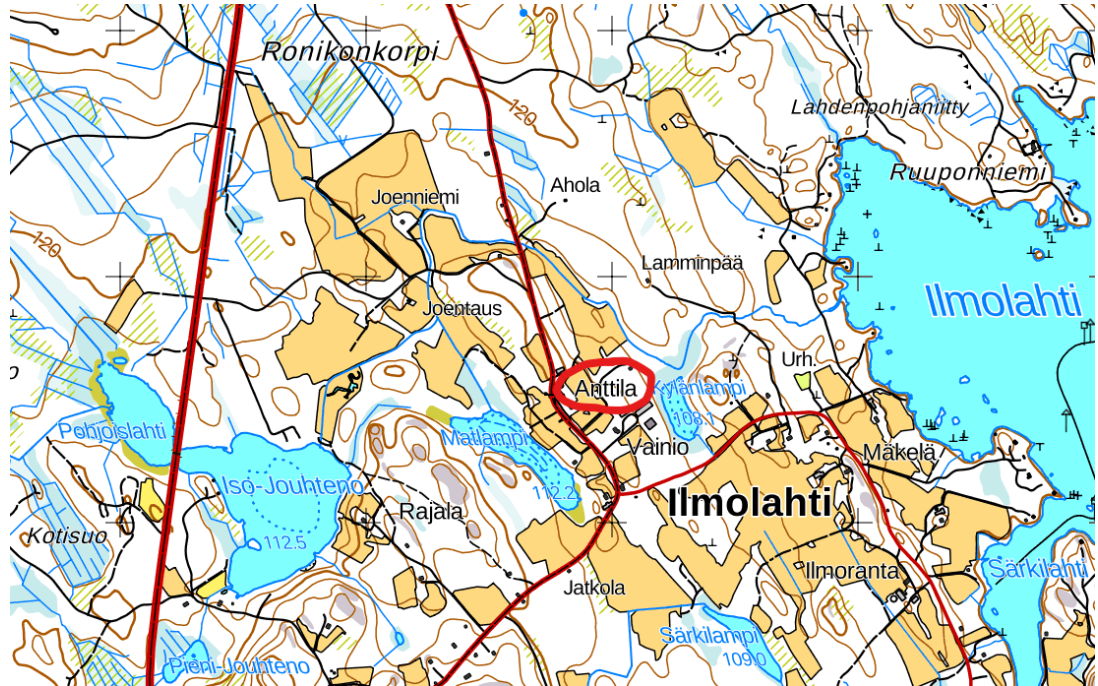 Ronikonkorpi
120
Lahdenpohjamitty
Ruuponniemi
Ahola
Joenniemi
120
Lamminpää
Ilmolahti
Joentaus
Urh.
Anttila
Kylänlampi
108.1
Pohjoislahti
Matlampi
Vainio
Mäkelä
Iso-Jouhteno
112.2
Ilmolahti
Rajala
Kotisuo
112.5
Ilmoranta
Särkilahti
Jatkola
Särkilampi
109.0
Pieni-Jouhteno